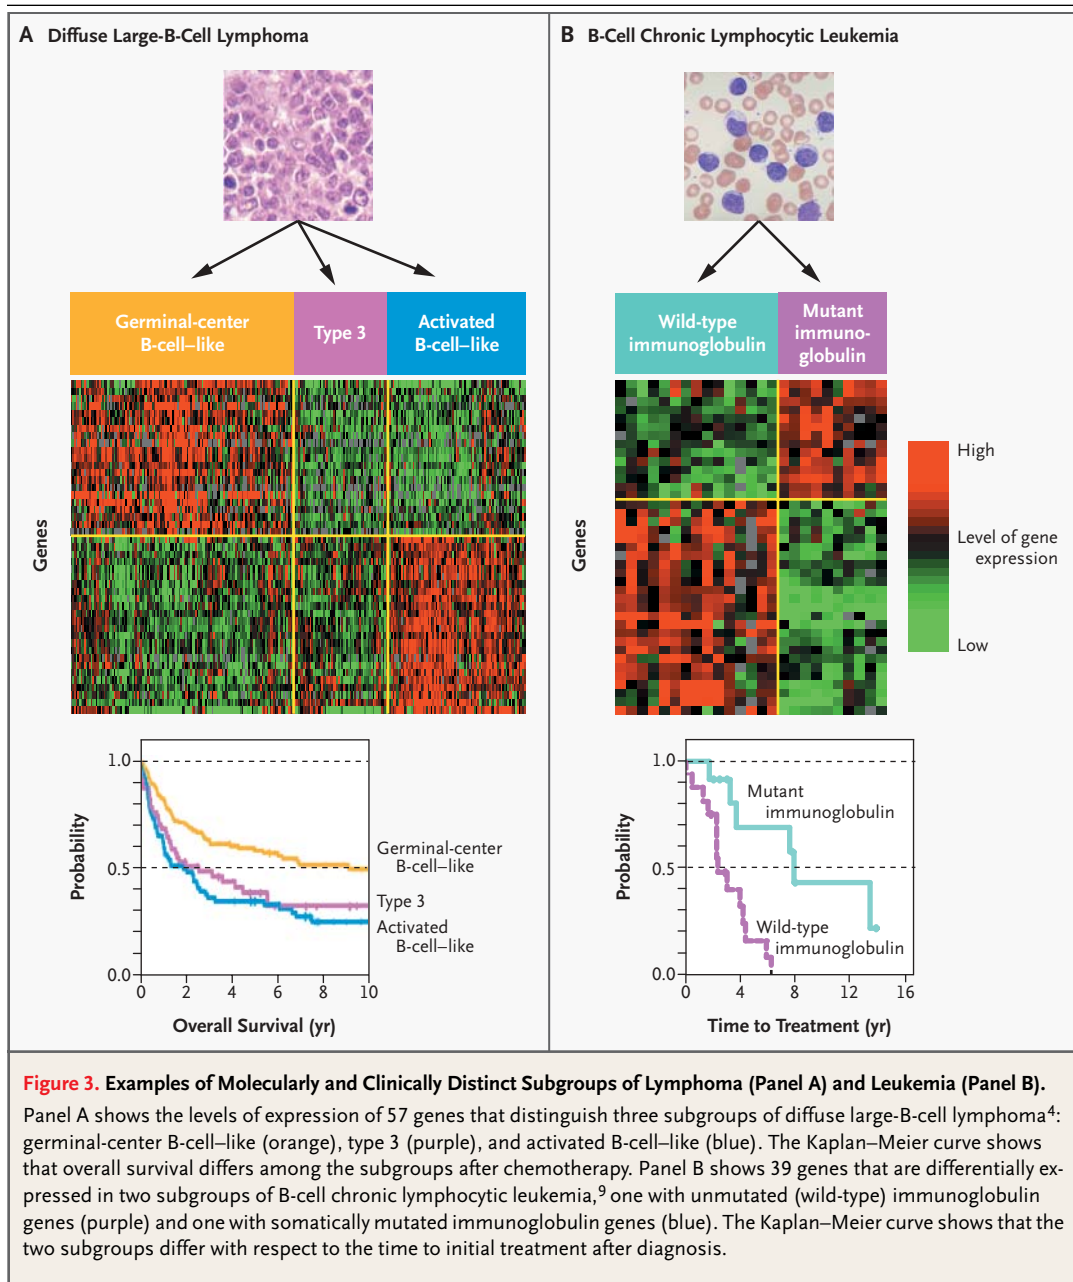 A Diffuse Large-B-Cell Lymphoma
Germinal-center
B-cell–like
Type 3
Activated
B-cell–like
Genes
1.0
0.5
0.0
Probability
0
2
4
6
8
10
Overall Survival (yr)
Germinal-center
B-cell–like
Type 3
Activated
B-cell–like
B B-Cell Chronic Lymphocytic Leukemia
Wild-type
immunoglobulin
Mutant
immuno-
globulin
Genes
High
Level of gene
expression
Low
1.0
0.5
0.0
Probability
Mutant
immunoglobulin
Wild-type
immunoglobulin
0
4
8
12
16
Time to Treatment (yr)
Figure 3. Examples of Molecularly and Clinically Distinct Subgroups of Lymphoma (Panel A) and Leukemia (Panel B).
Panel A shows the levels of expression of 57 genes that distinguish three subgroups of diffuse large-B-cell lymphoma4:
germinal-center B-cell–like (orange), type 3 (purple), and activated B-cell–like (blue). The Kaplan–Meier curve shows
that overall survival differs among the subgroups after chemotherapy. Panel B shows 39 genes that are differentially ex-
pressed in two subgroups of B-cell chronic lymphocytic leukemia,9 one with unmutated (wild-type) immunoglobulin
genes (purple) and one with somatically mutated immunoglobulin genes (blue). The Kaplan–Meier curve shows that the
two subgroups differ with respect to the time to initial treatment after diagnosis.